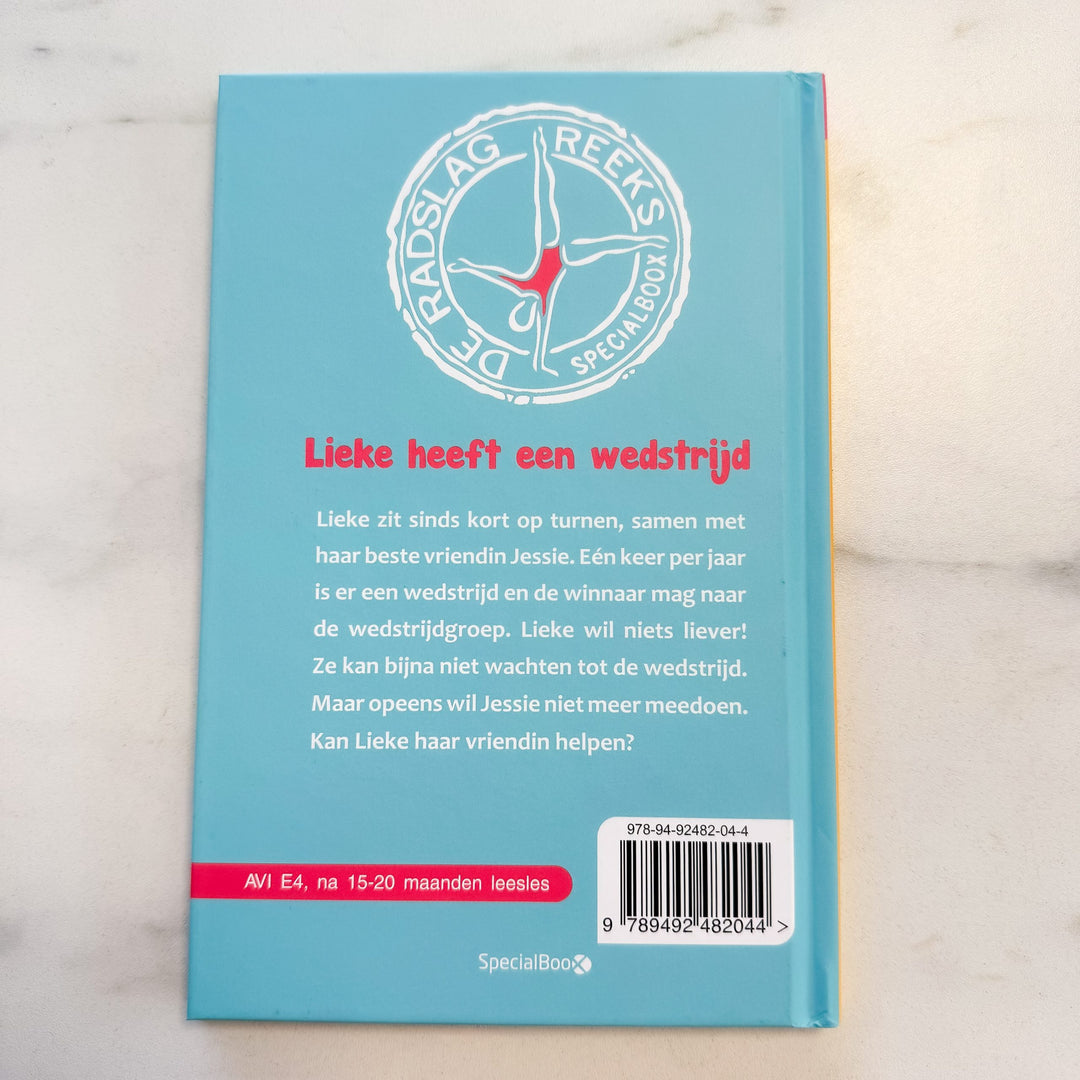 DE RADSLAG REEKS
SPECIALBOOX
Lieke heeft een wedstrijd
Lieke zit sinds kort op turnen, samen met
haar beste vriendin Jessie. Eén keer per jaar
is er een wedstrijd en de winnaar mag naar
de wedstrijdgroep. Lieke wil niets liever!
Ze kan bijna niet wachten tot de wedstrijd.
Maar opeens wil Jessie niet meer meedoen.
Kan Lieke haar vriendin helpen?
978-94-92482-04-4
AVI E4, na 15-20 maanden leesles
9 789492 482044 >
SpecialBoox